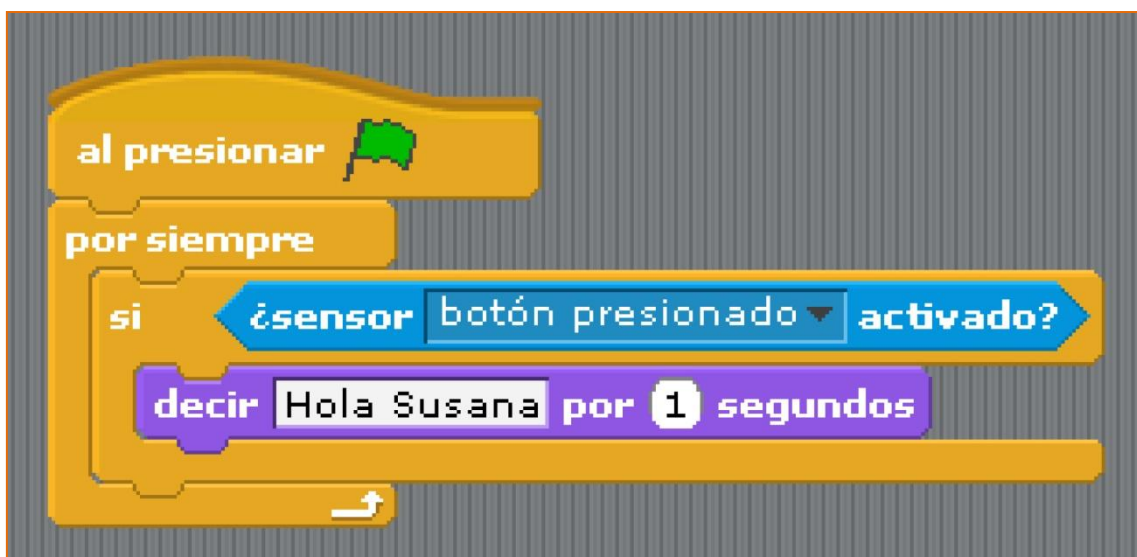 al presionar
por siempre
si ¿sensor botón presionado activado?
decir Hola Susana por 1 segundos